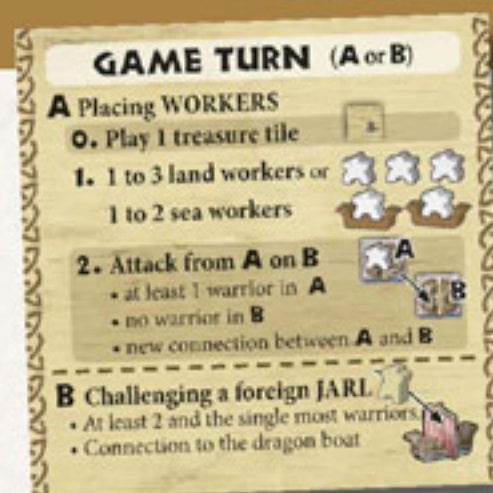 GAME TURN (A or B)
A Placing WORKERS
0. Play 1 treasure tile
1. 1 to 3 land workers or
1 to 2 sea workers
2. Attack from A on B
• at least 1 warrior in A
• no warrior in B
• new connection between A and B
A
B
B Challenging a foreign JARL
• At least 2 and the single most warriors
• Connection to the dragon boat